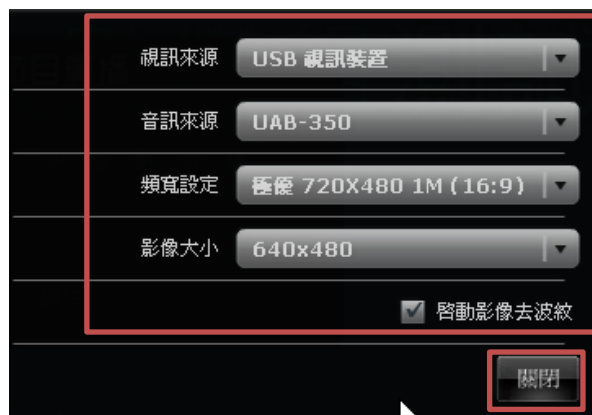 視訊來源 USB 視訊裝置
音訊來源 UAB-350
頻寬設定 極優 720X480 1M (16:9)
影像大小 640x480
啓動影像去波紋
關閉